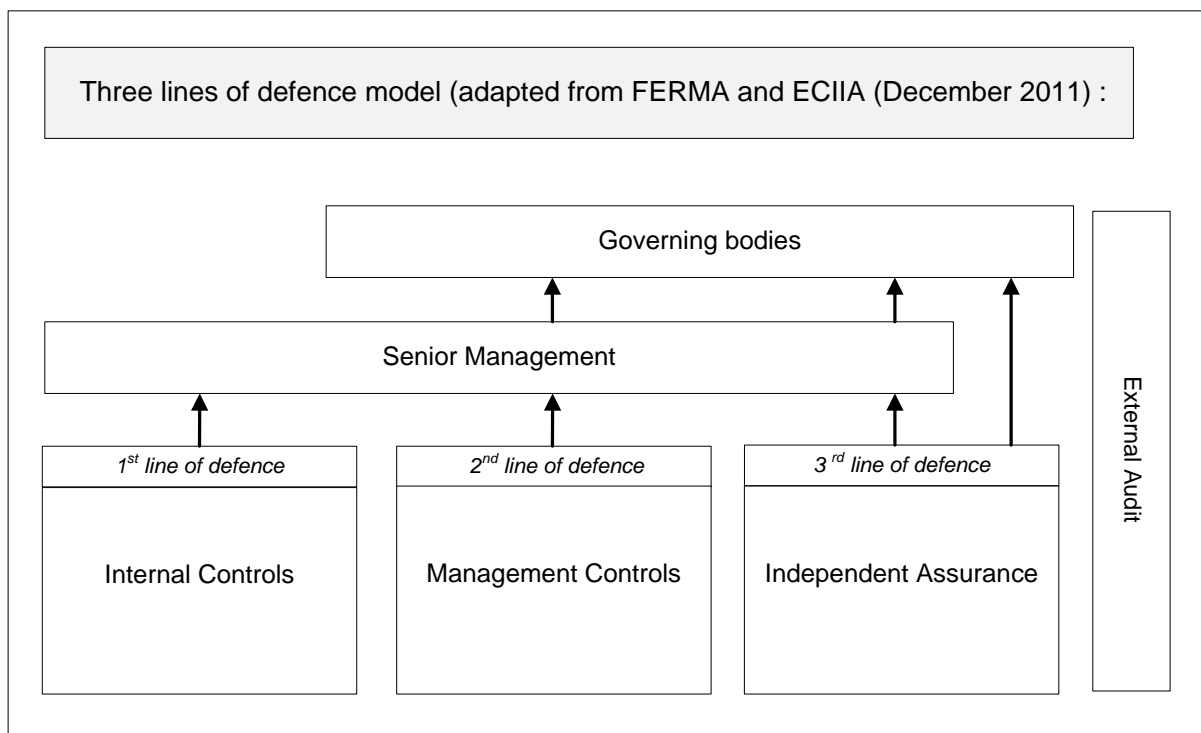 Three lines of defence model (adapted from FERMA and ECIIA (December 2011) :
Governing bodies
Senior Management
1st line of defence
2nd line of defence
3 rd line of defence
Internal Controls
Management Controls
Independent Assurance
External Audit